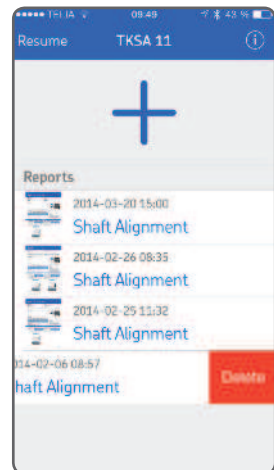 TELIA 09:49 43 %
Resume TKSA 11
Reports
2014-03-20 15:00
Shaft Alignment
2014-02-26 08:35
Shaft Alignment
2014-02-25 11:32
Shaft Alignment
014-02-06 08:57
haft Alignment
Delete